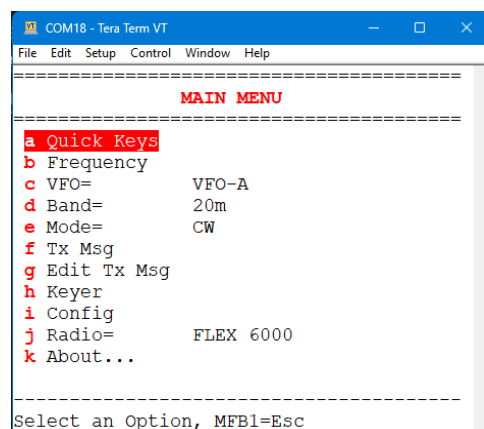 COM18 - Tera Term VT
File Edit Setup Control Window Help
============================================
MAIN MENU
============================================
a Quick Keys
b Frequency
c VFO= VFO-A
d Band= 20m
e Mode= CW
f Tx Msg
g Edit Tx Msg
h Keyer
i Config
j Radio= FLEX 6000
k About...
--------------------------------------------
Select an Option, MFB1=Esc